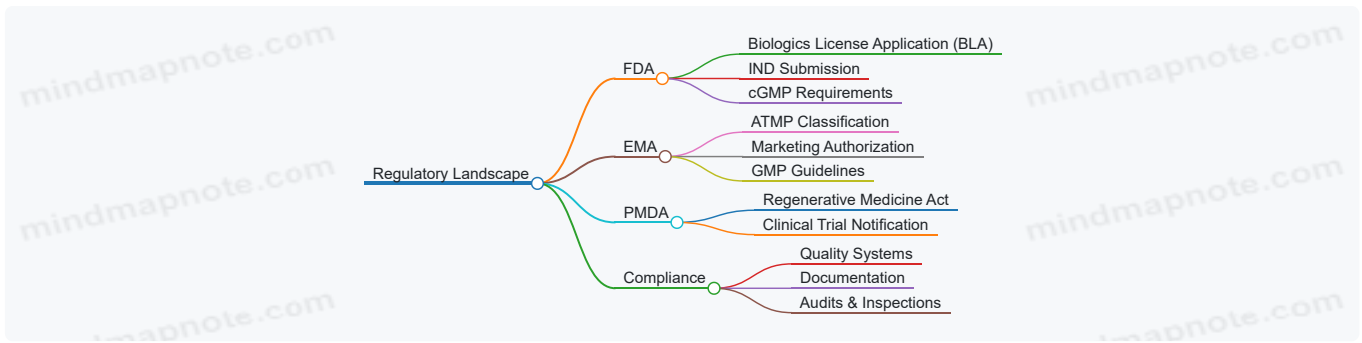 mindmapnote.com
mindmapnote.com
Biologics License Application (BLA)
FDA
IND Submission
cGMP Requirements
ATMP Classification
EMA
Marketing Authorization
GMP Guidelines
Regulatory Landscape
mindmapnote.com
mindmapnote.com
Regenerative Medicine Act
PMDA
Clinical Trial Notification
Quality Systems
Compliance
Documentation
Audits & Inspections
mindmapnote.com
mindmapnote.com